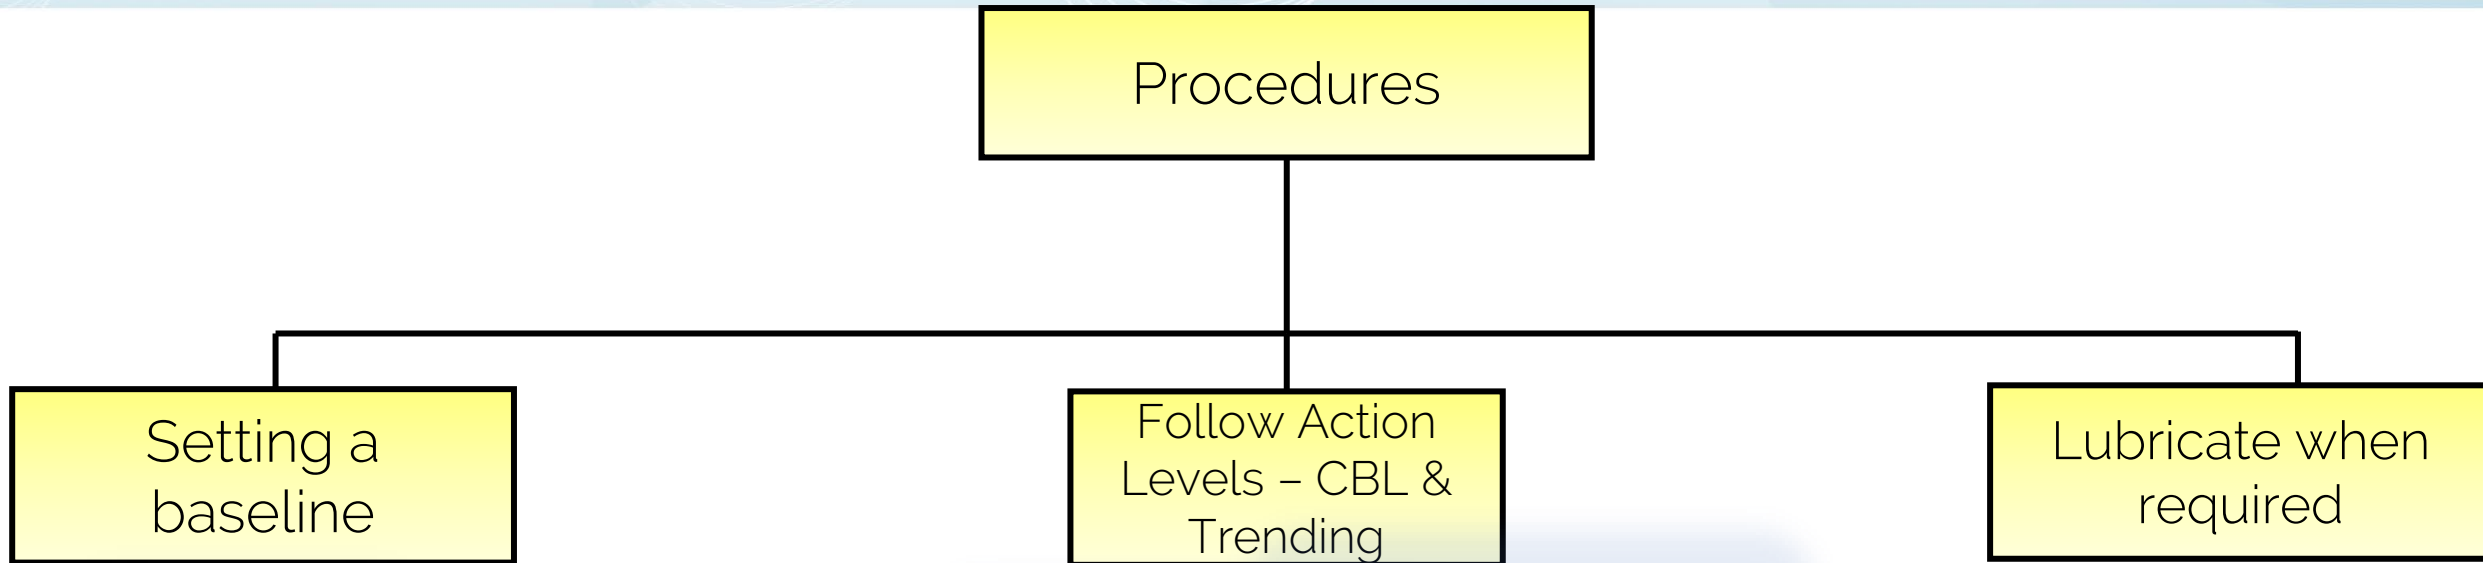 Procedures
Setting a
baseline
Follow Action
Levels – CBL &
Trending
Lubricate when
required